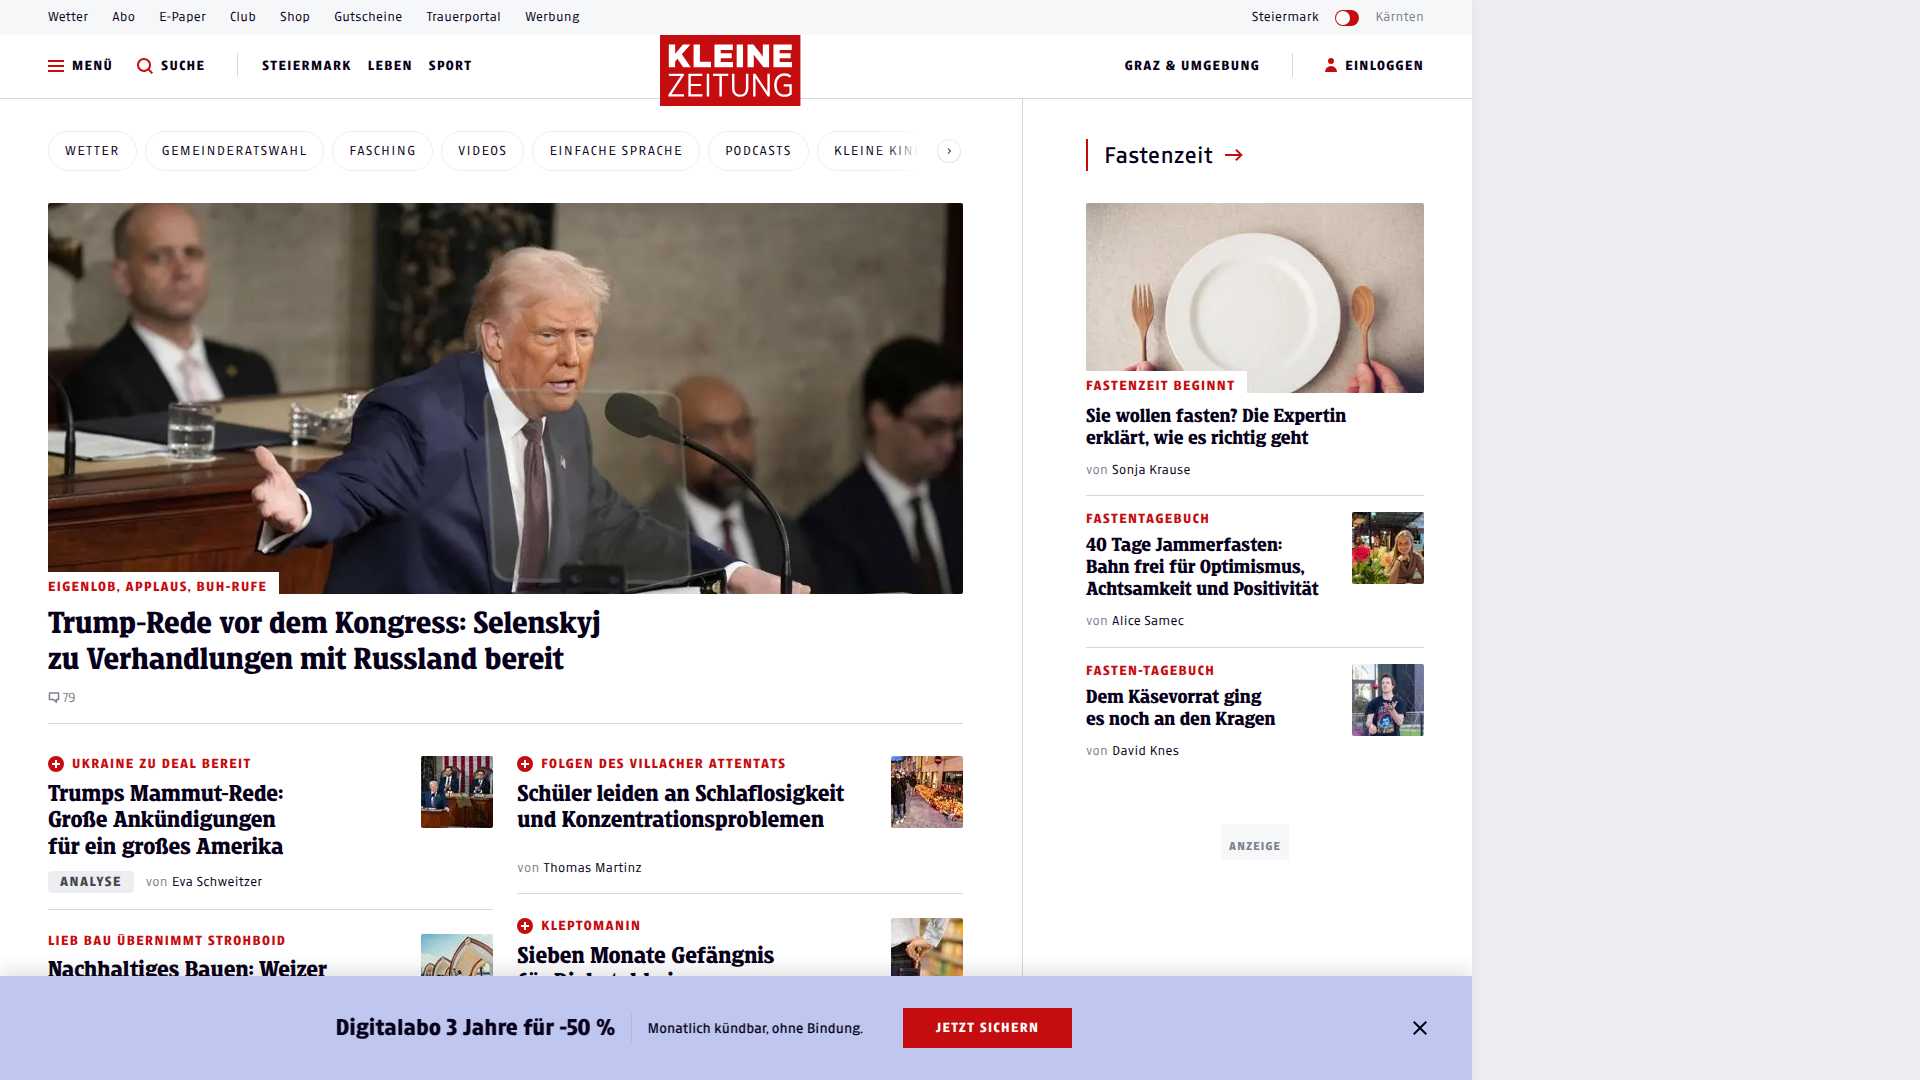 Wetter Abo E-Paper Club Shop Gutscheine Trauerportal Werbung Steiermark Kärnten
MENÜ SUCHE STEIERMARK LEBEN SPORT KLEINE ZEITUNG GRAZ & UMGEBUNG EINLOGGEN
WETTER GEMEINDERATSWAHL FASCHING VIDEOS EINFACHE SPRACHE PODCASTS KLEINE KIN
EIGENLOB, APPLAUS, BUH-RUFE
Trump-Rede vor dem Kongress: Selenskyj
zu Verhandlungen mit Russland bereit
79
UKRAINE ZU DEAL BEREIT
Trumps Mammut-Rede:
Große Ankündigungen
für ein großes Amerika
ANALYSE von Eva Schweitzer
LIEB BAU ÜBERNIMMT STROHBOID
Nachhaltiges Bauen: Weizer
FOLGEN DES VILLACHER ATTENTATS
Schüler leiden an Schlaflosigkeit
und Konzentrationsproblemen
von Thomas Martinz
KLEPTOMANIN
Sieben Monate Gefängnis
Fastenzeit
FASTENZEIT BEGINNT
Sie wollen fasten? Die Expertin
erklärt, wie es richtig geht
von Sonja Krause
FASTENTAGEBUCH
40 Tage Jammerfasten:
Bahn frei für Optimismus,
Achtsamkeit und Positivität
von Alice Samec
FASTEN-TAGEBUCH
Dem Käsevorrat ging
es noch an den Kragen
von David Knes
ANZEIGE
Digitalabo 3 Jahre für -50 % Monatlich kündbar, ohne Bindung. JETZT SICHERN